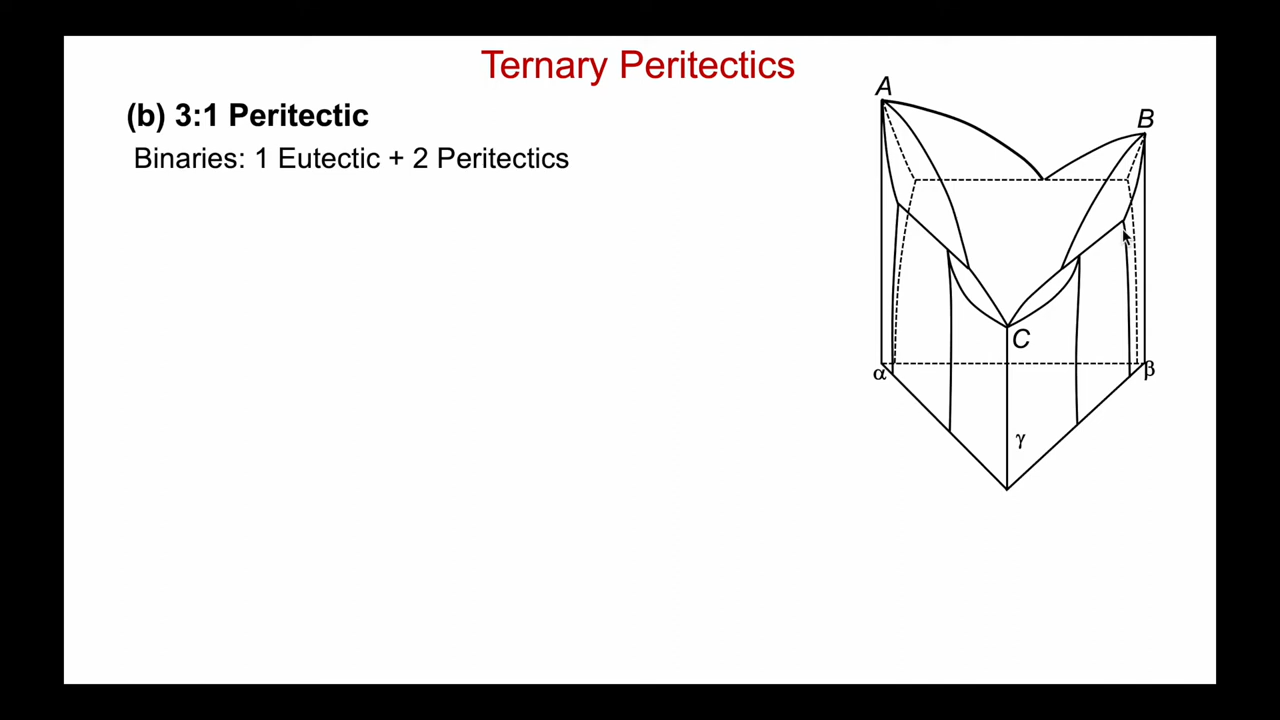 Ternary Peritectics
(b) 3:1 Peritectic
Binaries: 1 Eutectic + 2 Peritectics
A
B
C
α
β
γ